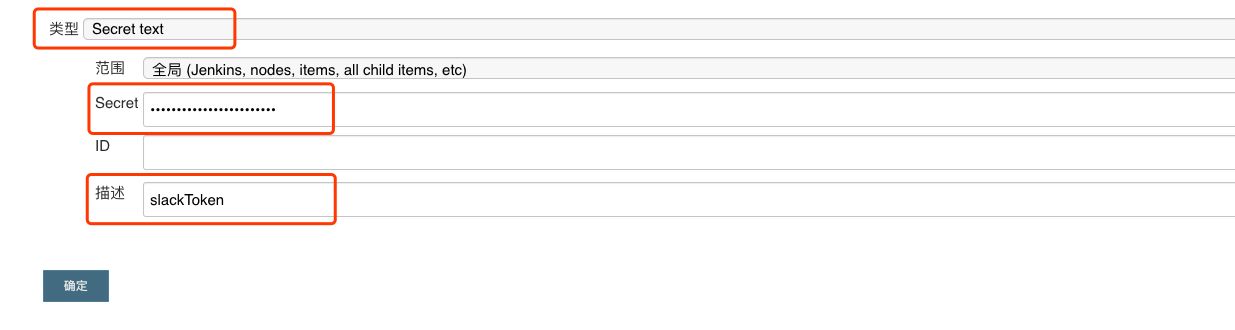 类型 Secret text
范围 全局 (Jenkins, nodes, items, all child items, etc)
Secret ••••••••••••••••••••••••
ID
描述 slackToken
确定